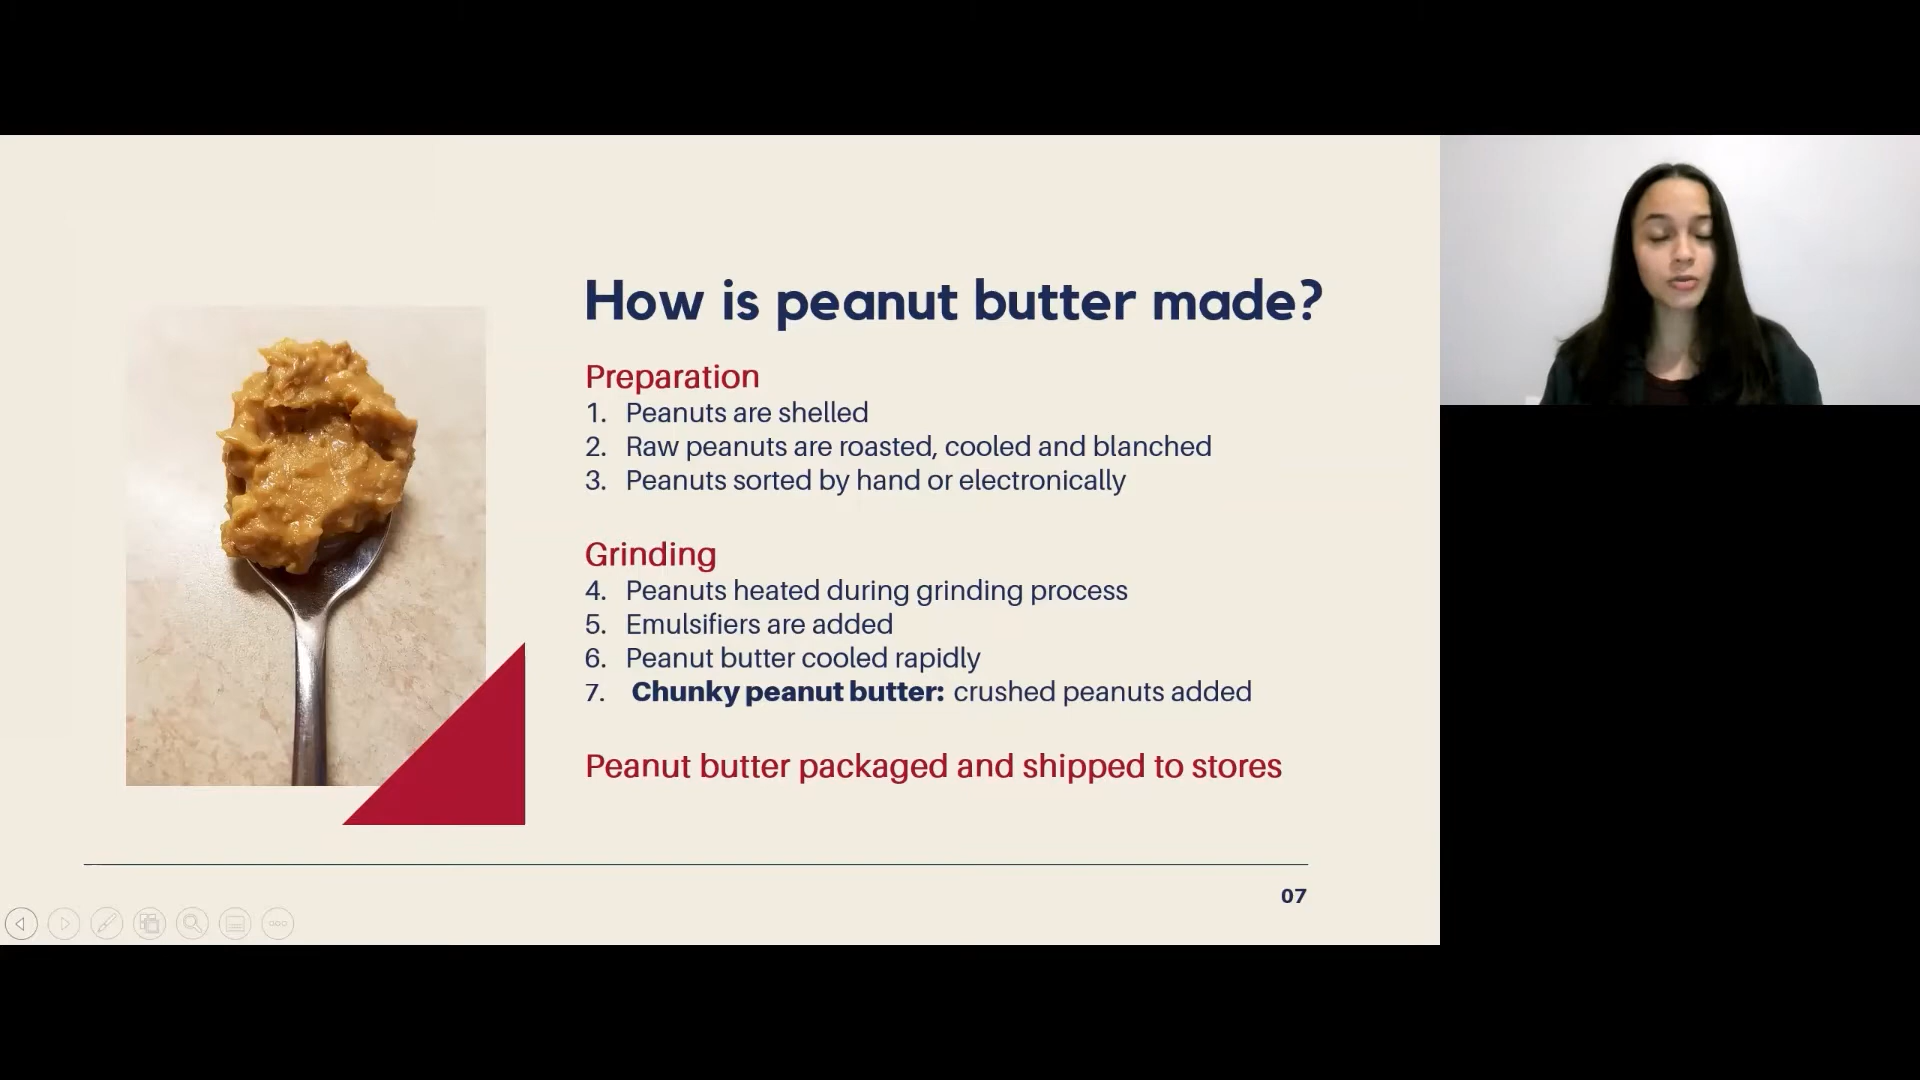 How is peanut butter made?
Preparation
1. Peanuts are shelled
2. Raw peanuts are roasted, cooled and blanched
3. Peanuts sorted by hand or electronically
Grinding
4. Peanuts heated during grinding process
5. Emulsifiers are added
6. Peanut butter cooled rapidly
7. Chunky peanut butter: crushed peanuts added
Peanut butter packaged and shipped to stores
07